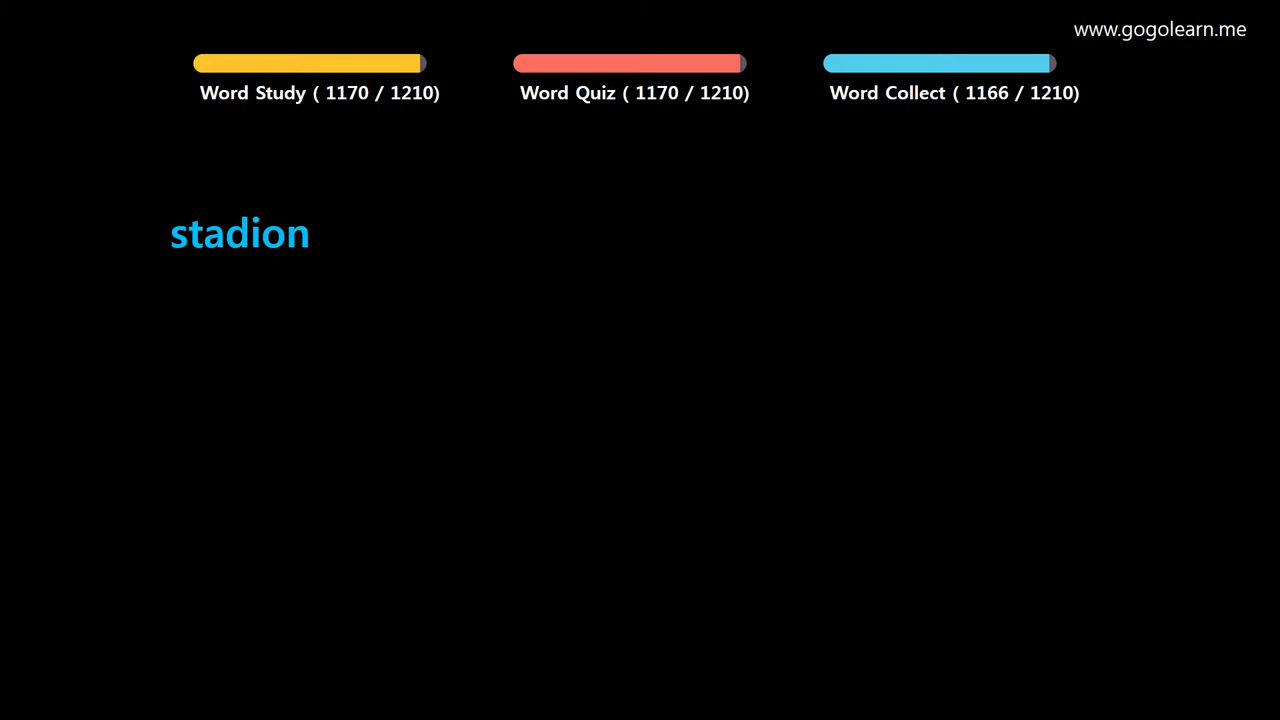 www.gogolearn.me
Word Study ( 1170 / 1210)
Word Quiz ( 1170 / 1210)
Word Collect ( 1166 / 1210)
stadion